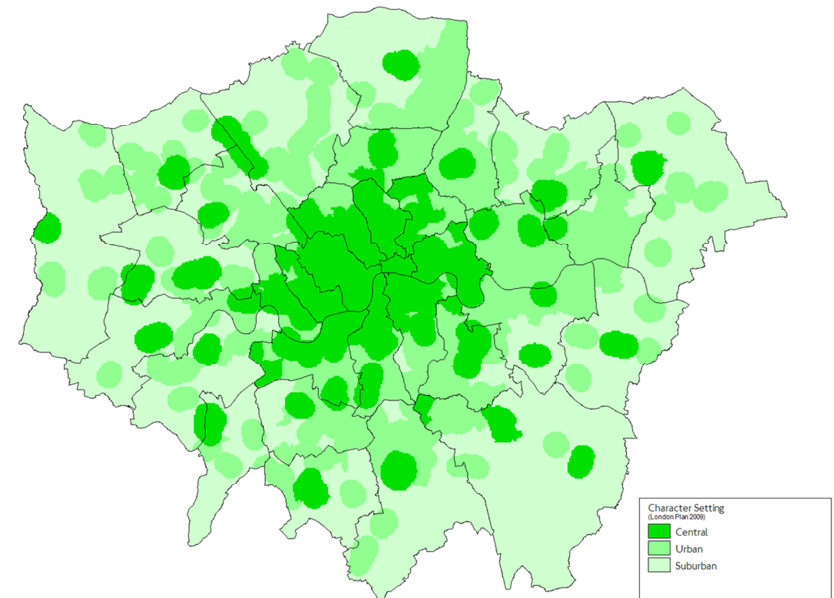 Character Setting
(London Plan 2009)
Central
Urban
Suburban